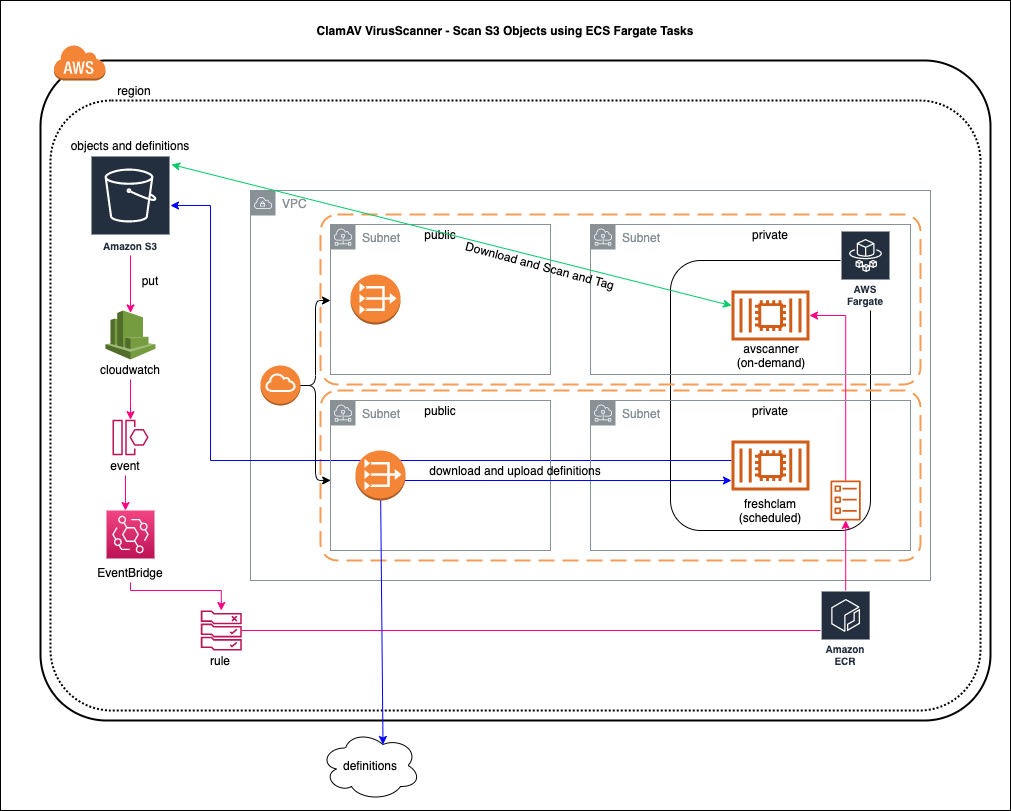 ClamAV VirusScanner - Scan S3 Objects using ECS Fargate Tasks
AWS
region
objects and definitions
Amazon S3
put
cloudwatch
event
EventBridge
rule
VPC
Subnet
public
Subnet
private
Download and Scan and Tag
AWS
Fargate
avscanner
(on-demand)
Subnet
public
Subnet
private
download and upload definitions
freshclam
(scheduled)
Amazon
ECR
definitions